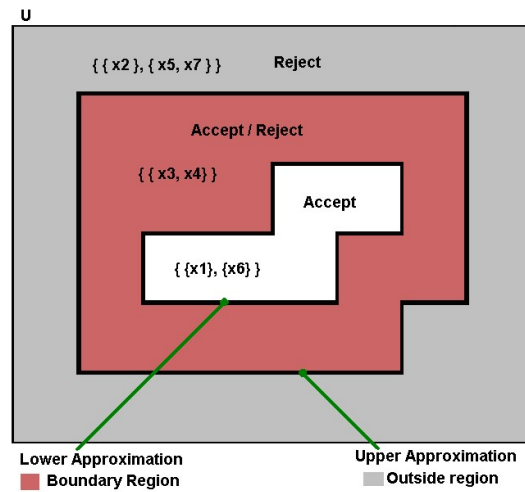 U
{ { x2 }, { x5, x7 } } Reject
Accept / Reject
{ { x3, x4} }
Accept
{ {x1}, {x6} }
Lower Approximation
Boundary Region
Upper Approximation
Outside region